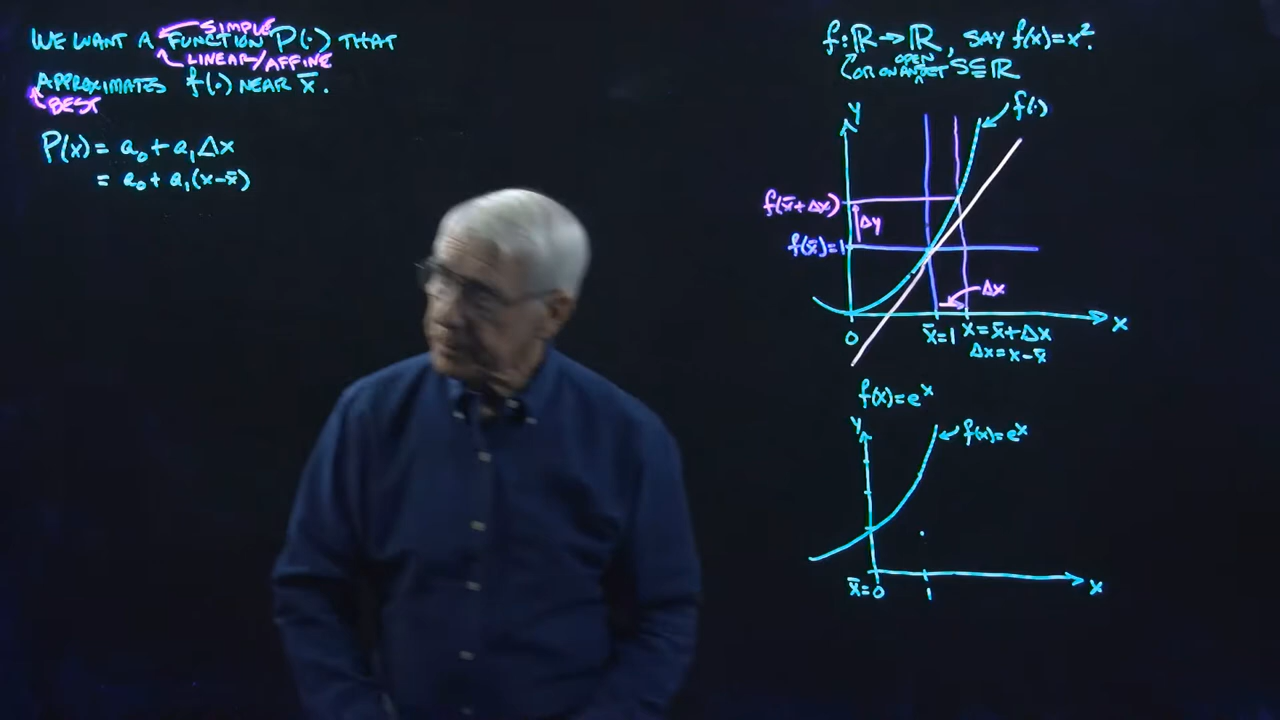 WE WANT A FUNCTION P(·) THAT
SIMPLE
LINEAR/AFFINE
APPROXIMATES f(·) NEAR x̄.
BEST
P(x) = a₀ + a₁Δx
= a₀ + a₁(x-x̄)
f: ℝ → ℝ, SAY f(x)=x².
OPEN
OR ON AN SET S⊆ℝ
Y
f(·)
f(x̄+Δx)
Δy
f(x̄)=1
Δx
0
x̄=1
x=x̄+Δx
Δx=x-x̄
X
f(x)=eˣ
Y
f(x)=eˣ
x̄=0
1
X